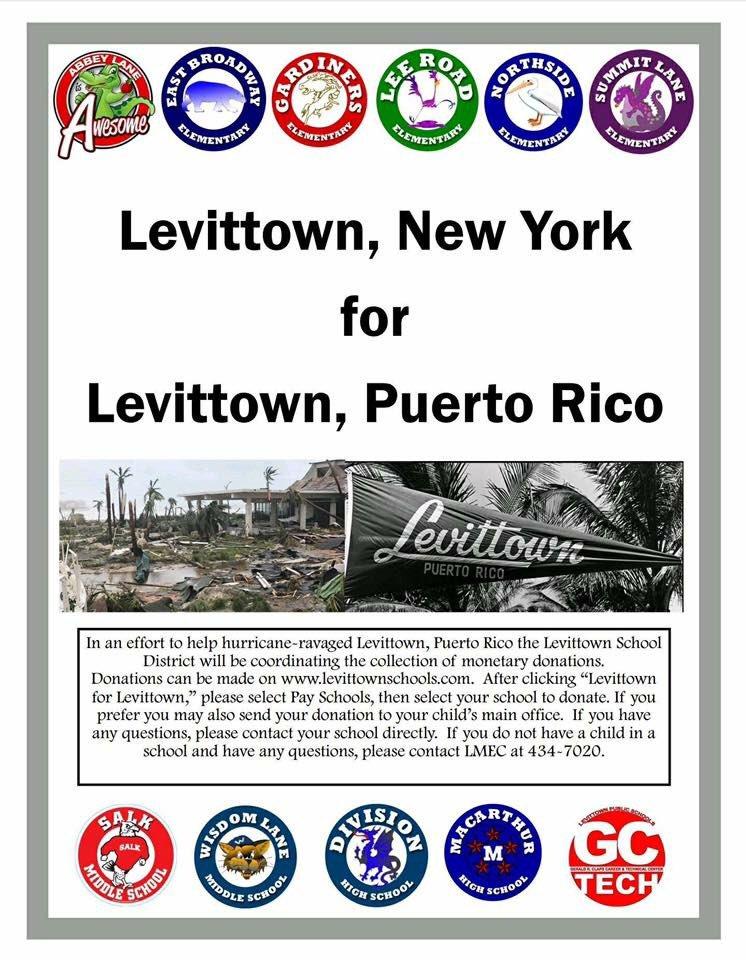 ABBEY LANE
is
Awesome
EAST BROADWAY
ELEMENTARY
GARDINERS
ELEMENTARY
LEE ROAD
ELEMENTARY
NORTHSIDE
ELEMENTARY
SUMMIT LANE
ELEMENTARY
Levittown, New York
for
Levittown, Puerto Rico
Levittown
PUERTO RICO
In an effort to help hurricane-ravaged Levittown, Puerto Rico the Levittown School
District will be coordinating the collection of monetary donations.
Donations can be made on www.levittownschools.com.  After clicking “Levittown
for Levittown,” please select Pay Schools, then select your school to donate. If you
prefer you may also send your donation to your child’s main office.  If you have
any questions, please contact your school directly.  If you do not have a child in a
school and have any questions, please contact LMEC at 434-7020.
SALK
SALK
MIDDLE SCHOOL
WISDOM LANE
W
MIDDLE SCHOOL
DIVISION
HIGH SCHOOL
MACARTHUR
M
HIGH SCHOOL
LEVITTOWN PUBLIC SCHOOLS
GC
GERALD R. CLAPS CAREER & TECHNICAL CENTER
TECH